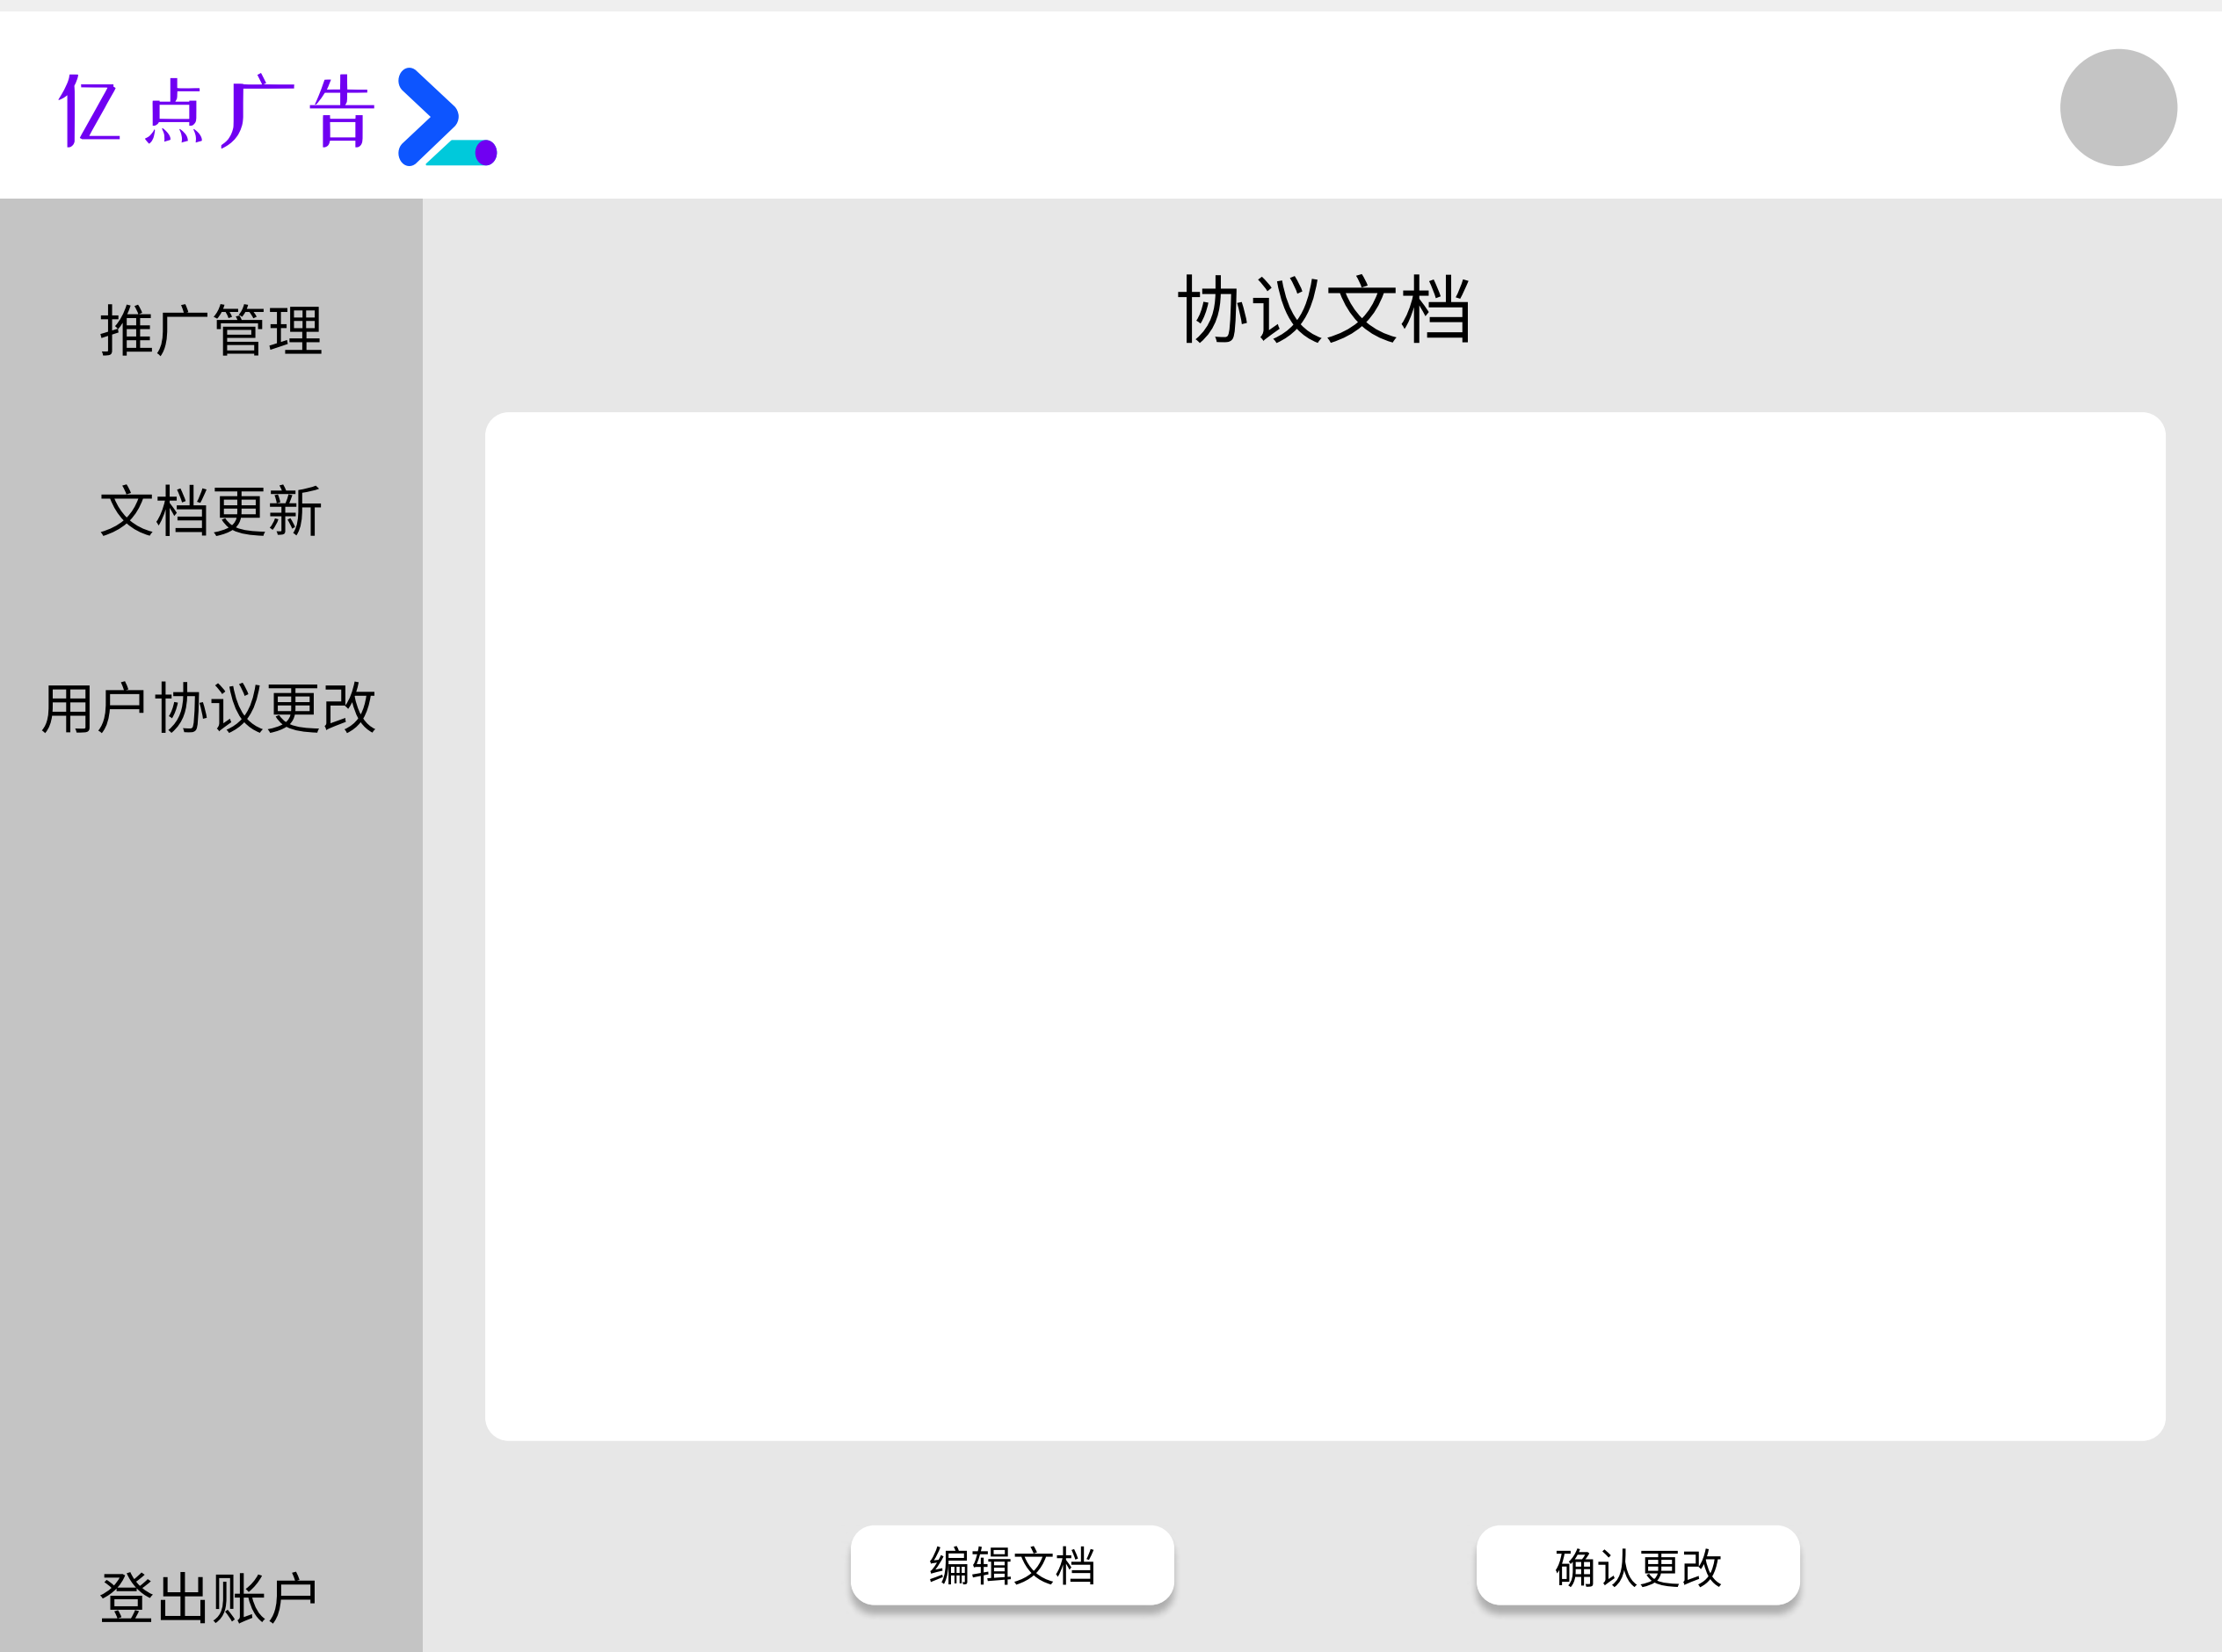 亿点广告
协议文档
推广管理
文档更新
用户协议更改
登出账户
编辑文档
确认更改